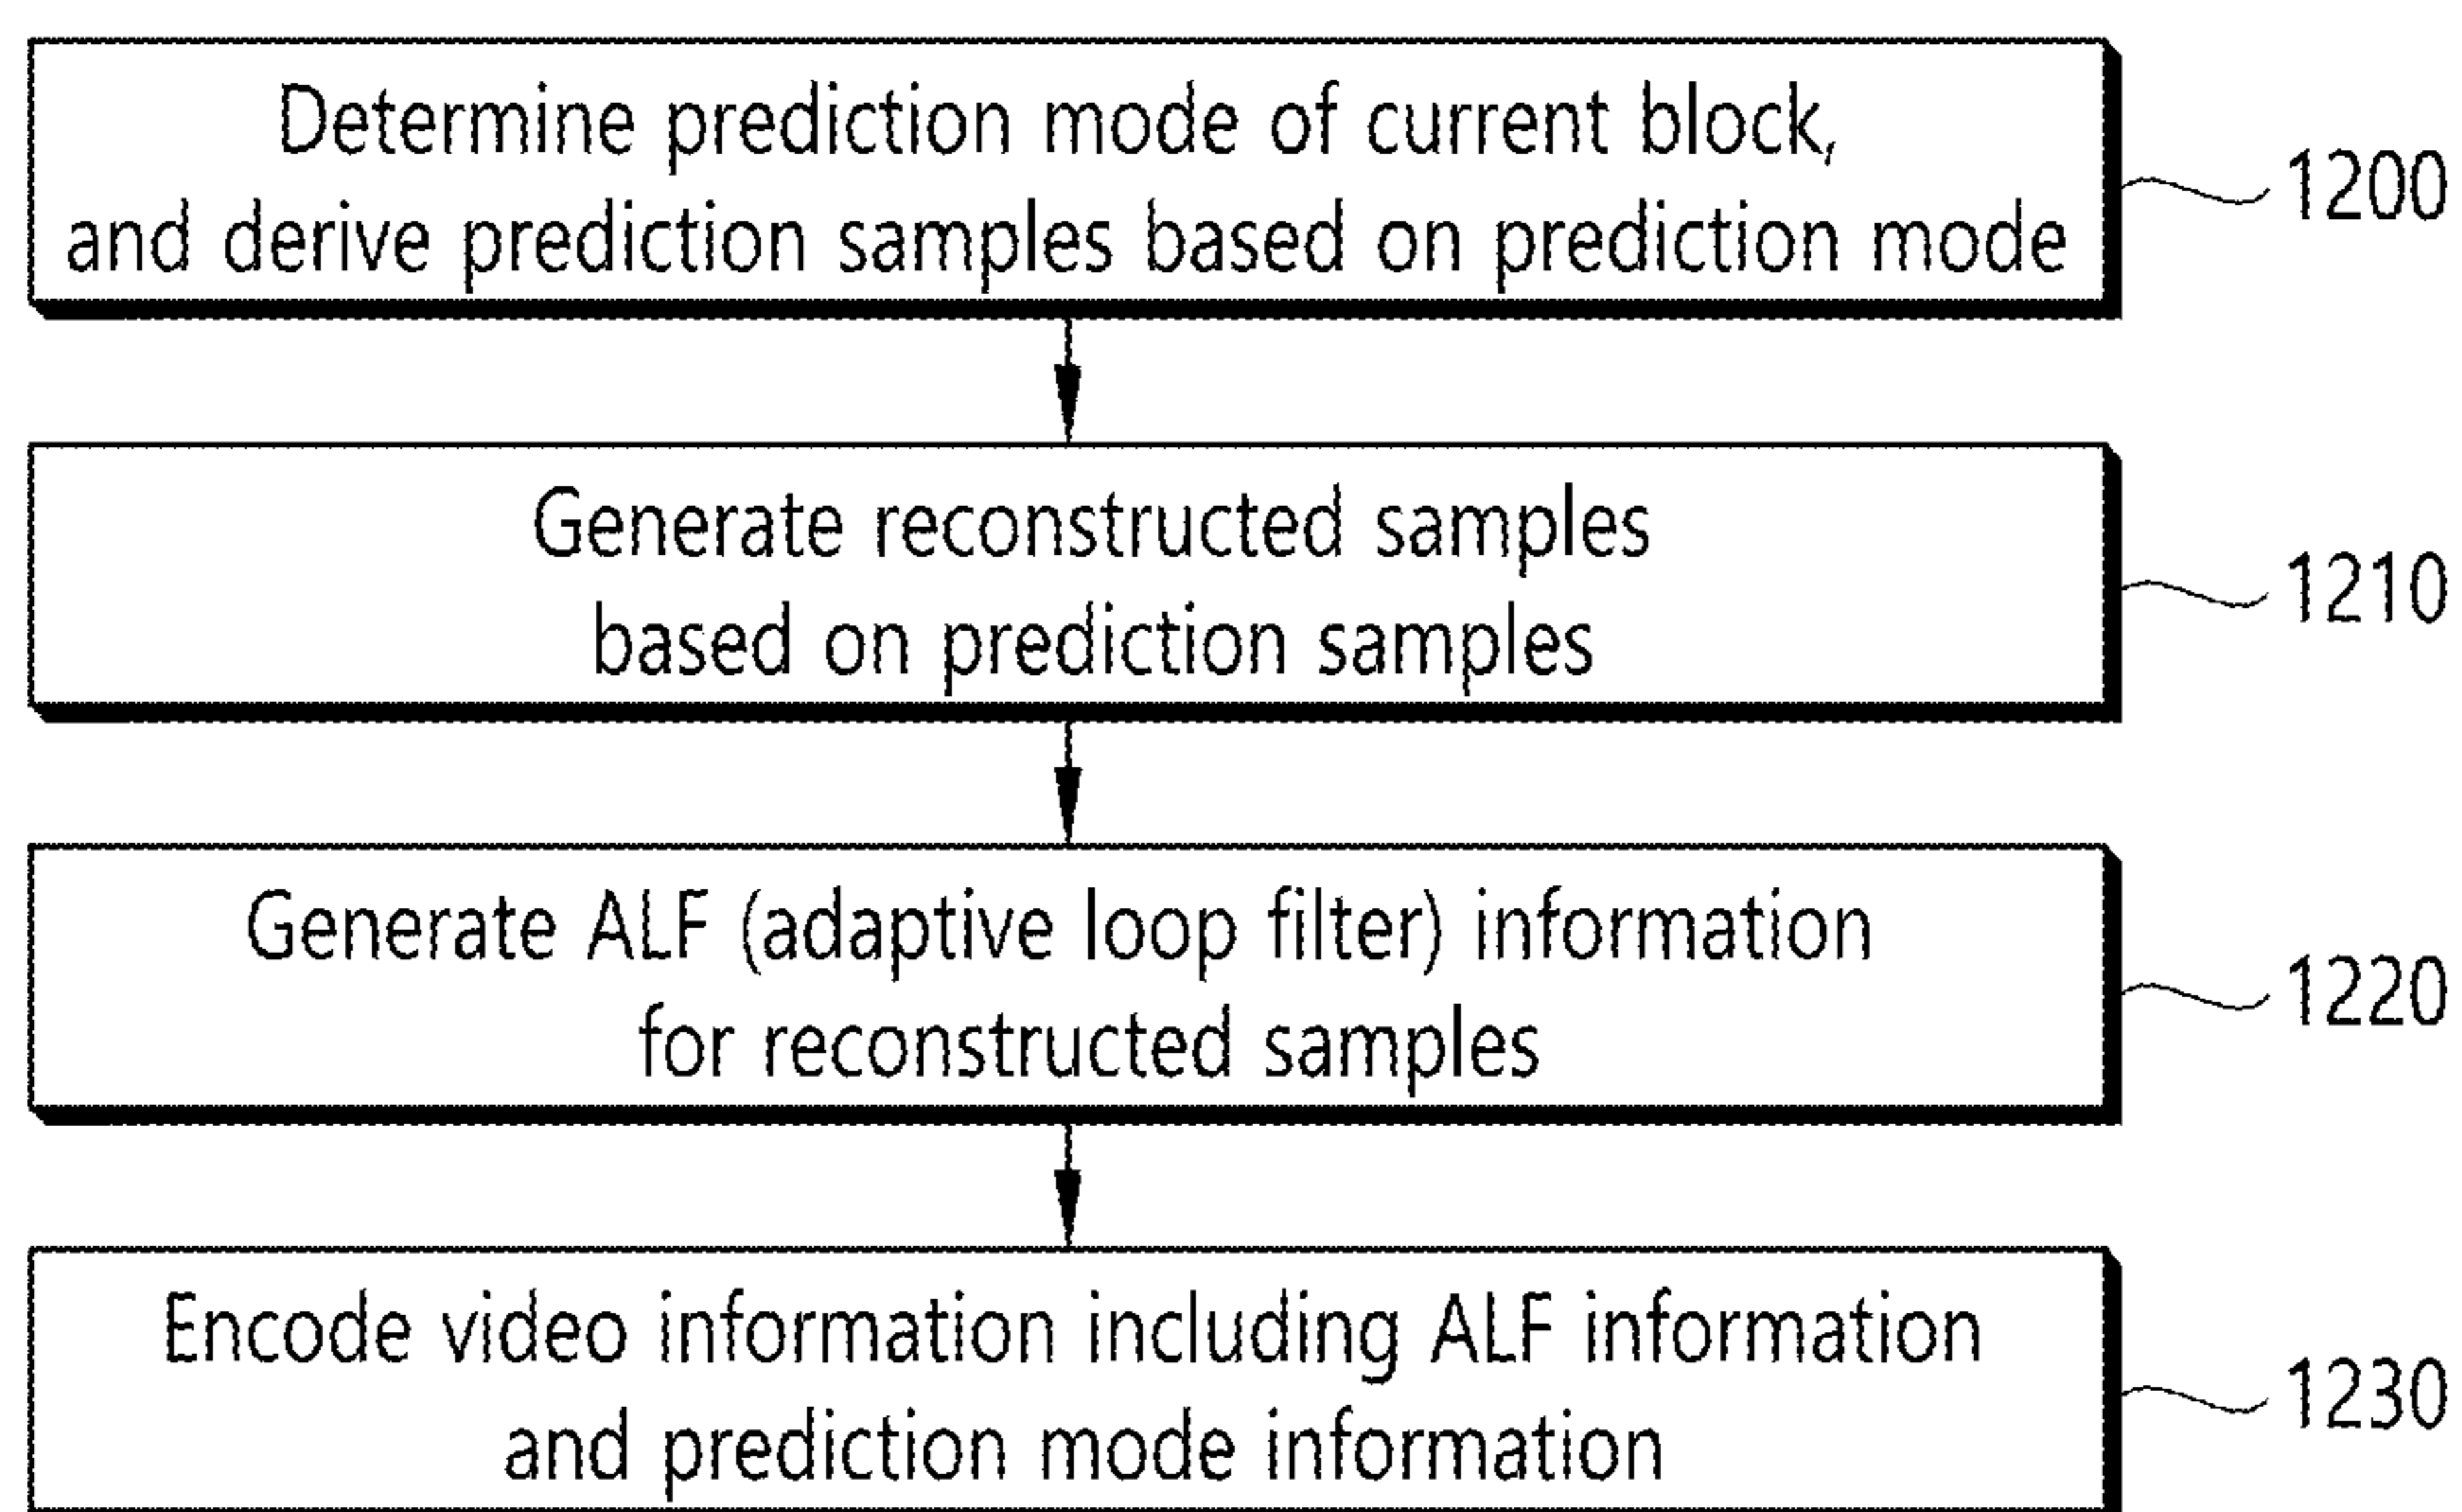 Determine prediction mode of current block,
and derive prediction samples based on prediction mode
1200
Generate reconstructed samples
based on prediction samples
1210
Generate ALF (adaptive loop filter) information
for reconstructed samples
1220
Encode video information including ALF information
and prediction mode information
1230